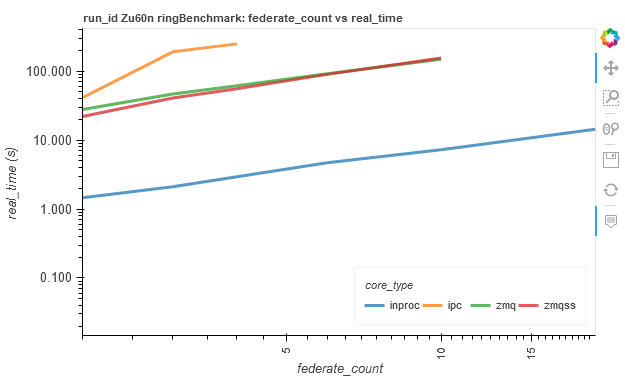 run_id Zu60n ringBenchmark: federate_count vs real_time
100.000
10.000
1.000
0.100
real_time (s)
5
10
15
federate_count
core_type
inproc
ipc
zmq
zmqss